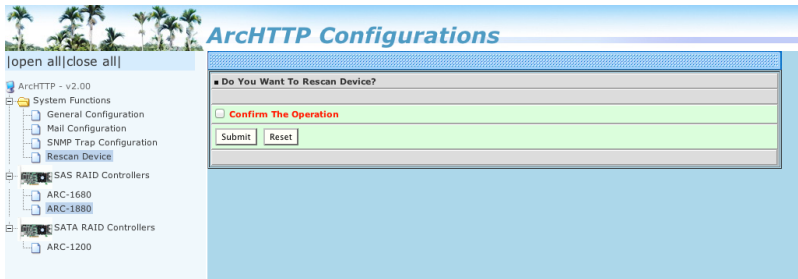 ArcHTTP Configurations
|open all|close all|
ArcHTTP - v2.00
System Functions
General Configuration
Mail Configuration
SNMP Trap Configuration
Rescan Device
SAS RAID Controllers
ARC-1680
ARC-1880
SATA RAID Controllers
ARC-1200
Do You Want To Rescan Device?
Confirm The Operation
Submit Reset